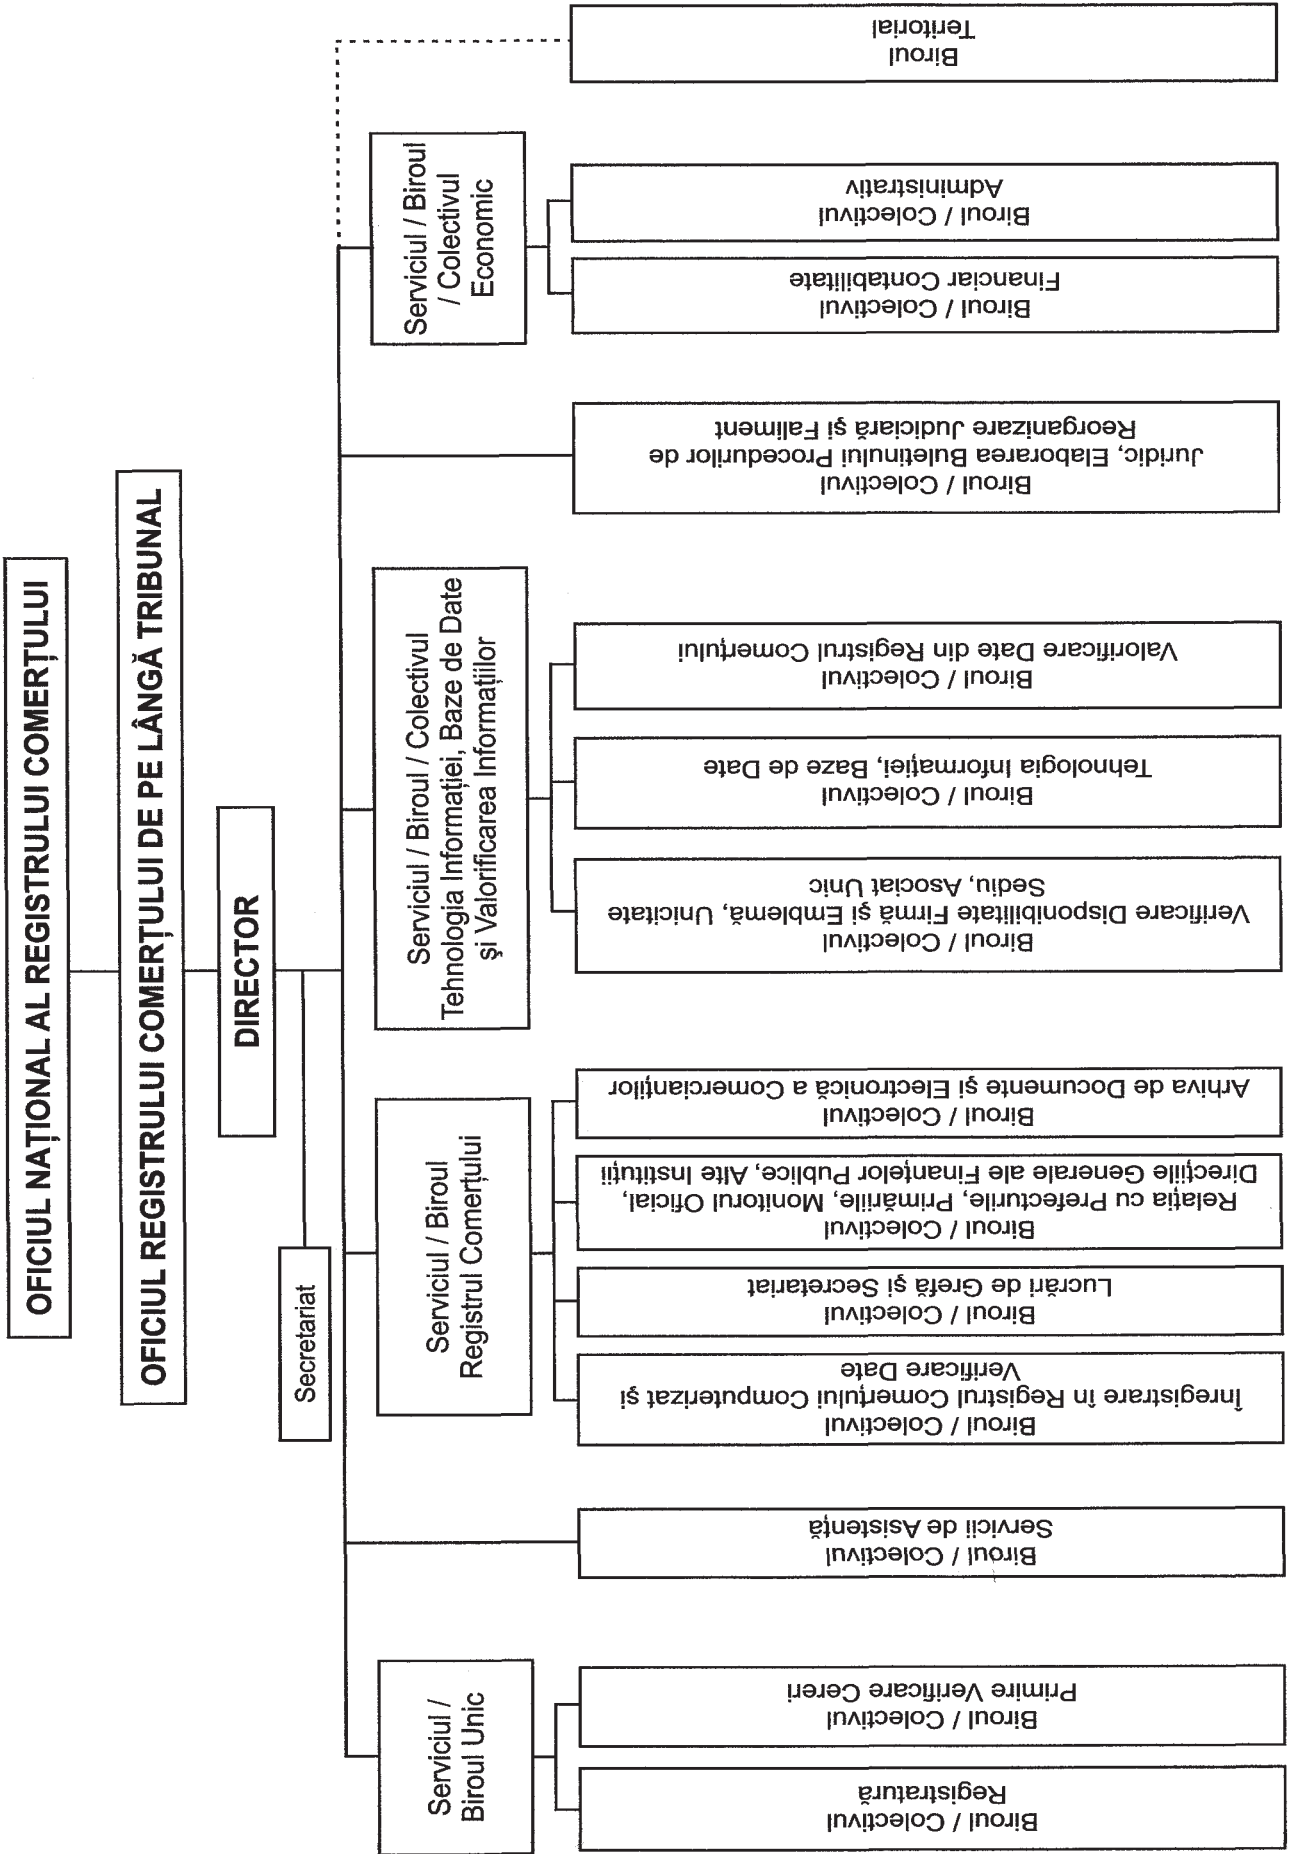 OFICIUL NAȚIONAL AL REGISTRULUI COMERȚULUI
OFICIUL REGISTRULUI COMERȚULUI DE PE LÂNGĂ TRIBUNAL
DIRECTOR
Secretariat
Serviciul /
Biroul Unic
Biroul / Colectivul
Registratură
Biroul / Colectivul
Primire Verificare Cereri
Biroul / Colectivul
Servicii de Asistență
Serviciul / Biroul
Registrul Comerțului
Biroul / Colectivul
Înregistrare în Registrul Comerțului Computerizat şi
Verificare Date
Biroul / Colectivul
Lucrări de Grefă şi Secretariat
Biroul / Colectivul
Relația cu Prefecturile, Primăriile, Monitorul Oficial,
Direcțiile Generale ale Finanțelor Publice, Alte Instituții
Biroul / Colectivul
Arhiva de Documente şi Electronică a Comercianților
Serviciul / Biroul / Colectivul
Tehnologia Informației, Baze de Date
şi Valorificarea Informațiilor
Biroul / Colectivul
Verificare Disponibilitate Firmă şi Emblemă, Unicitate
Sediu, Asociat Unic
Biroul / Colectivul
Tehnologia Informației, Baze de Date
Biroul / Colectivul
Valorificare Date din Registrul Comerțului
Biroul / Colectivul
Juridic, Elaborarea Buletinului Procedurilor de
Reorganizare Judiciară şi Faliment
Serviciul / Biroul
/ Colectivul
Economic
Biroul / Colectivul
Financiar Contabilitate
Biroul / Colectivul
Administrativ
Biroul
Teritorial